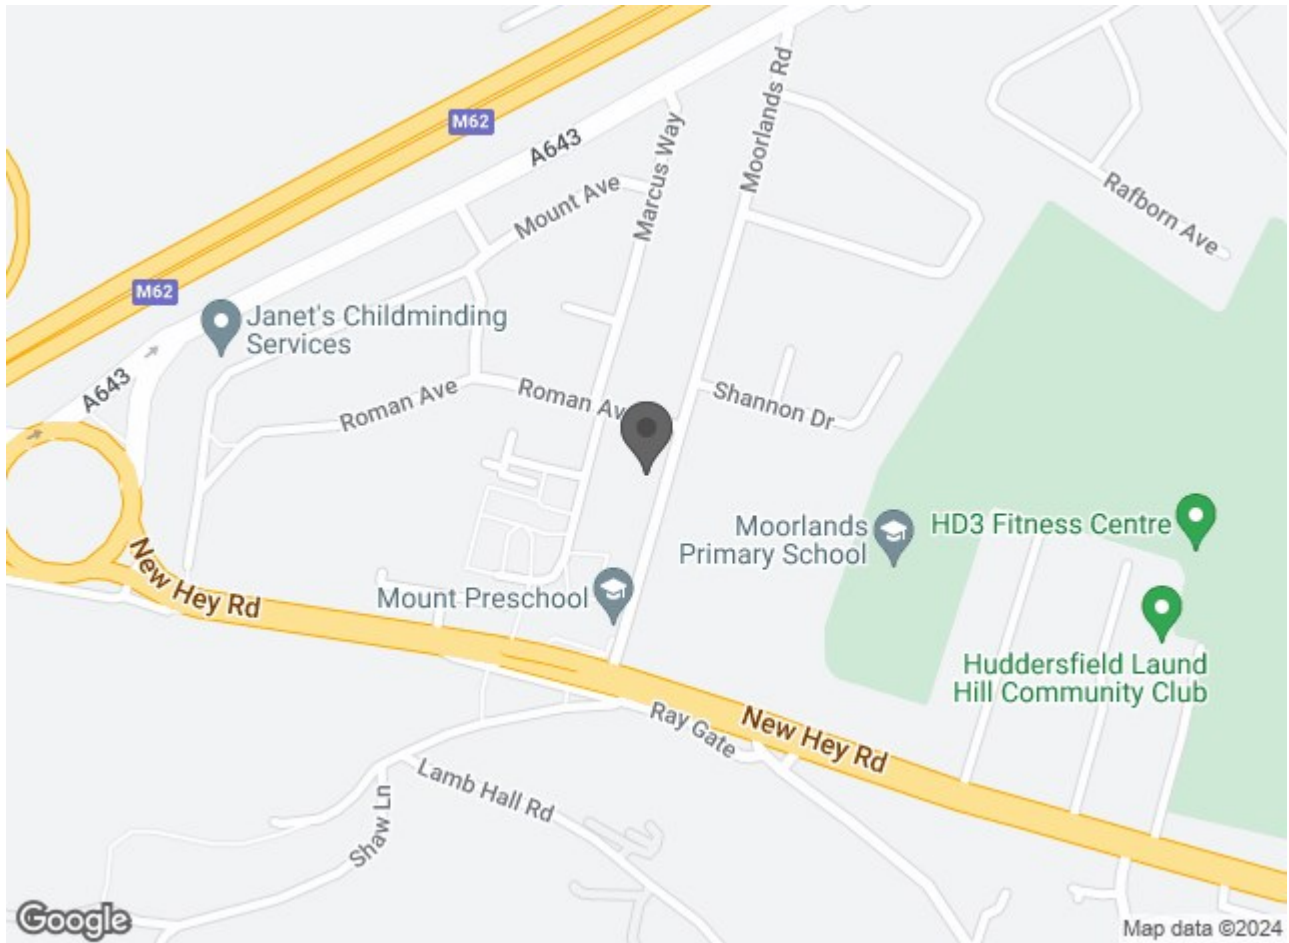 M62
A643
Moorlands Rd
Marcus Way
Mount Ave
Rafborn Ave
M62
Janet's Childminding
Services
A643
Roman Ave
Roman Av
Shannon Dr
Moorlands
Primary School
HD3 Fitness Centre
New Hey Rd
Mount Preschool
Huddersfield Laund
Hill Community Club
Ray Gate
New Hey Rd
Lamb Hall Rd
Shaw Ln
Google
Map data ©2024